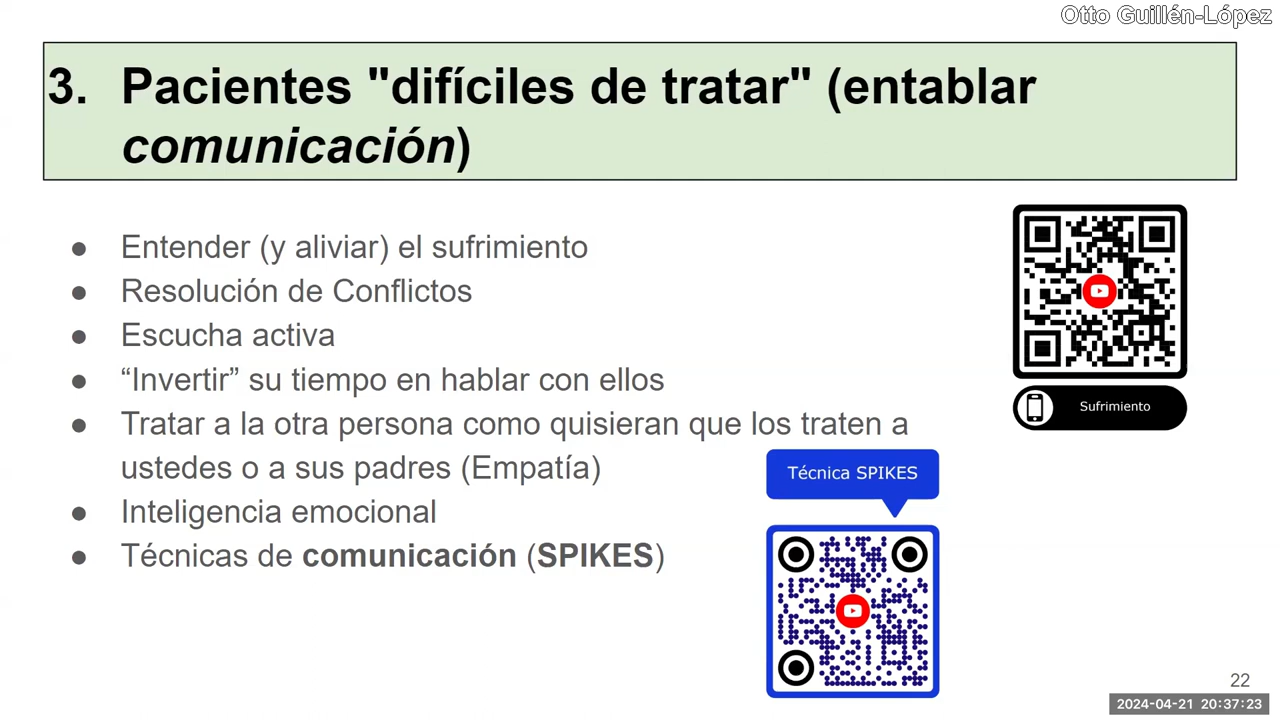 Otto Guillén-López
3. Pacientes "difíciles de tratar" (entablar
comunicación)
● Entender (y aliviar) el sufrimiento
● Resolución de Conflictos
● Escucha activa
● “Invertir” su tiempo en hablar con ellos
● Tratar a la otra persona como quisieran que los traten a
ustedes o a sus padres (Empatía)
● Inteligencia emocional
● Técnicas de comunicación (SPIKES)
Sufrimiento
Técnica SPIKES
22
2024-04-21 20:37:23